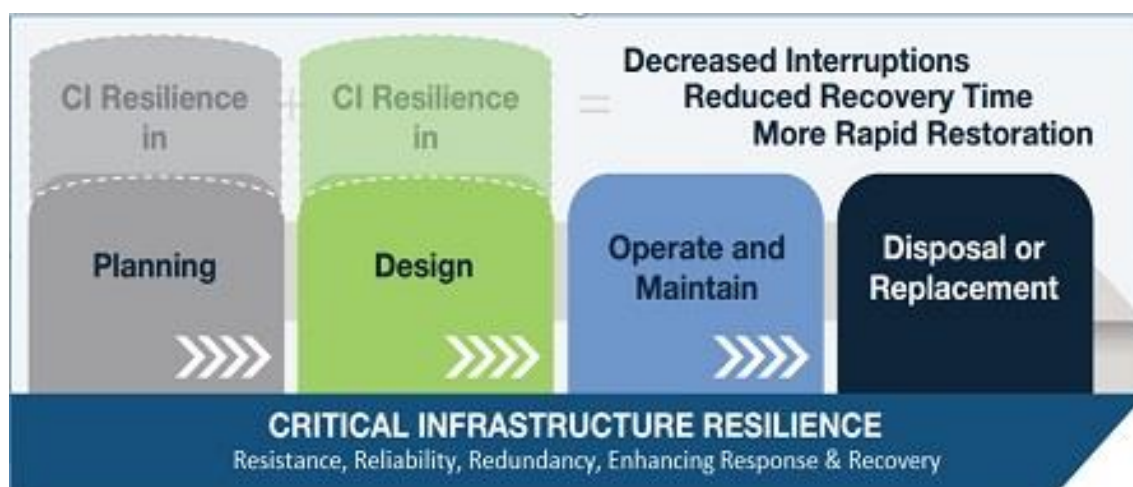 CI Resilience
in
+
CI Resilience
in
=
Decreased Interruptions
Reduced Recovery Time
More Rapid Restoration
Planning
Design
Operate and
Maintain
Disposal or
Replacement
CRITICAL INFRASTRUCTURE RESILIENCE
Resistance, Reliability, Redundancy, Enhancing Response & Recovery